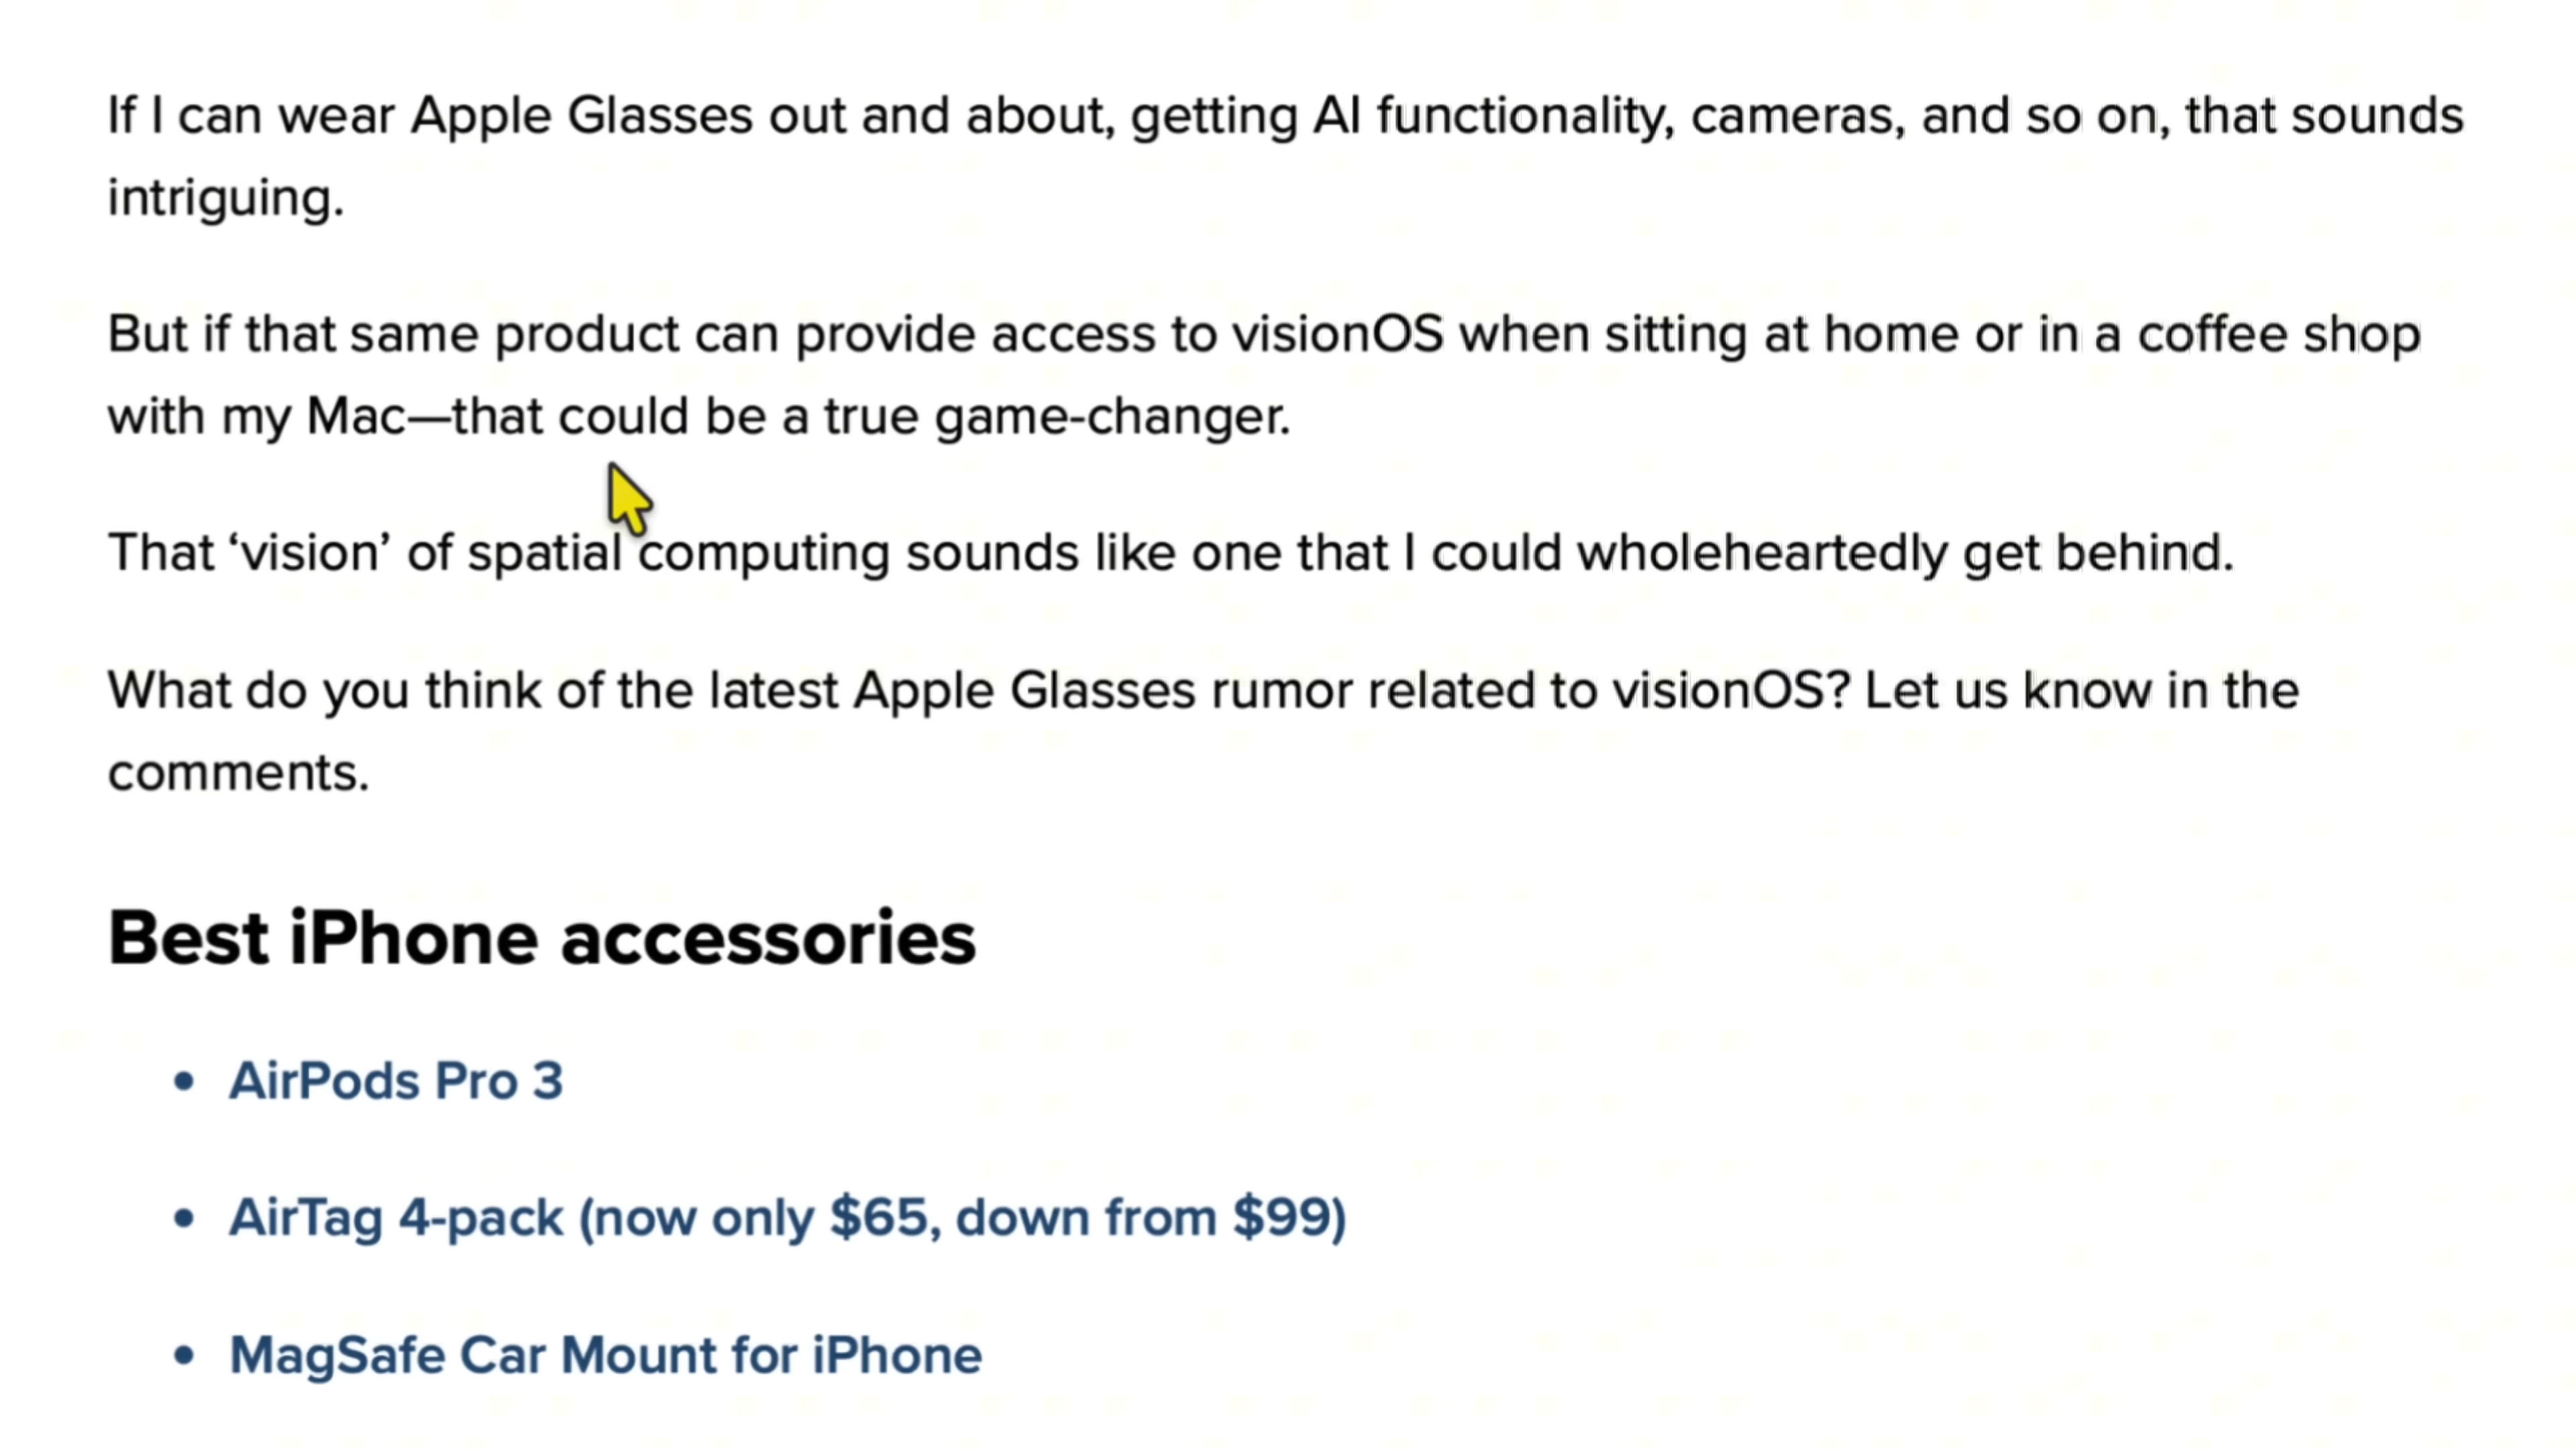 If I can wear Apple Glasses out and about, getting AI functionality, cameras, and so on, that sounds
intriguing.
But if that same product can provide access to visionOS when sitting at home or in a coffee shop
with my Mac—that could be a true game-changer.
That ‘vision’ of spatial computing sounds like one that I could wholeheartedly get behind.
What do you think of the latest Apple Glasses rumor related to visionOS? Let us know in the
comments.
Best iPhone accessories
• AirPods Pro 3
• AirTag 4-pack (now only $65, down from $99)
• MagSafe Car Mount for iPhone